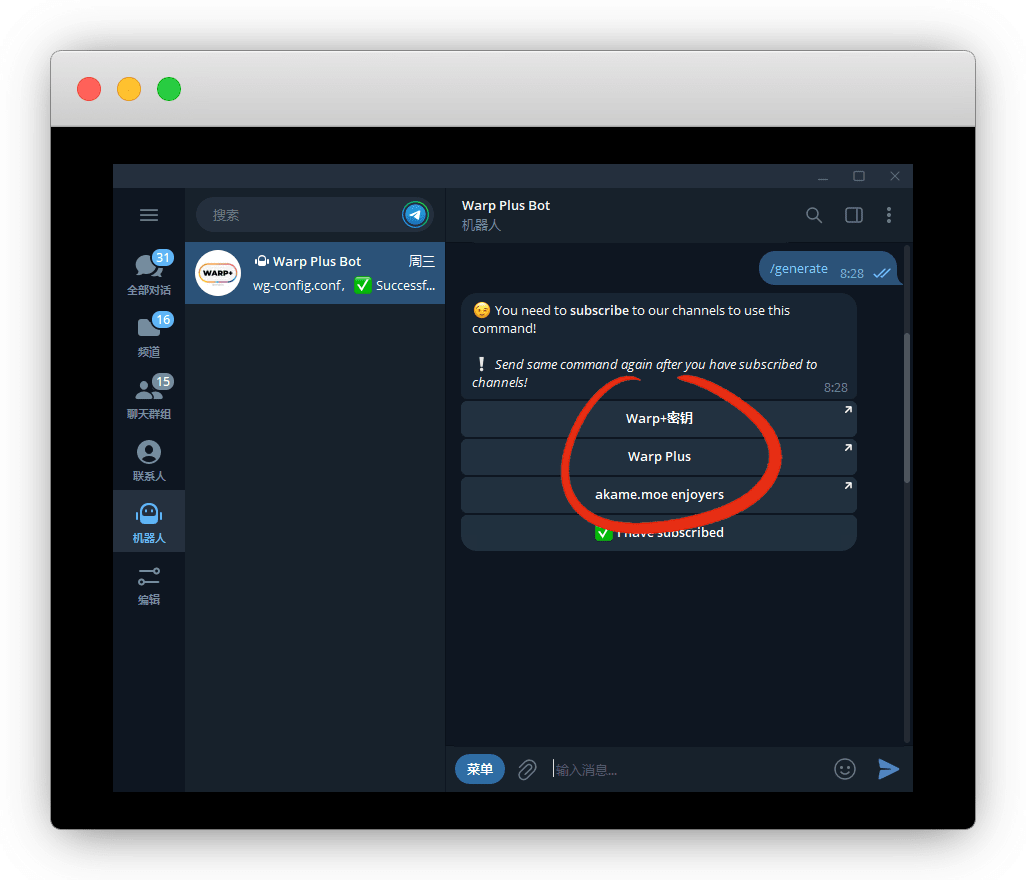 搜索
31
全部对话
16
频道
15
聊天群组
联系人
机器人
编辑
WARP+
Warp Plus Bot
周三
wg-config.conf, ✅ Successf...
Warp Plus Bot
机器人
/generate
8:28
😉 You need to subscribe to our channels to use this
command!
❕ Send same command again after you have subscribed to
channels!
8:28
Warp+密钥
Warp Plus
akame.moe enjoyers
✅ I have subscribed
菜单
输入消息...